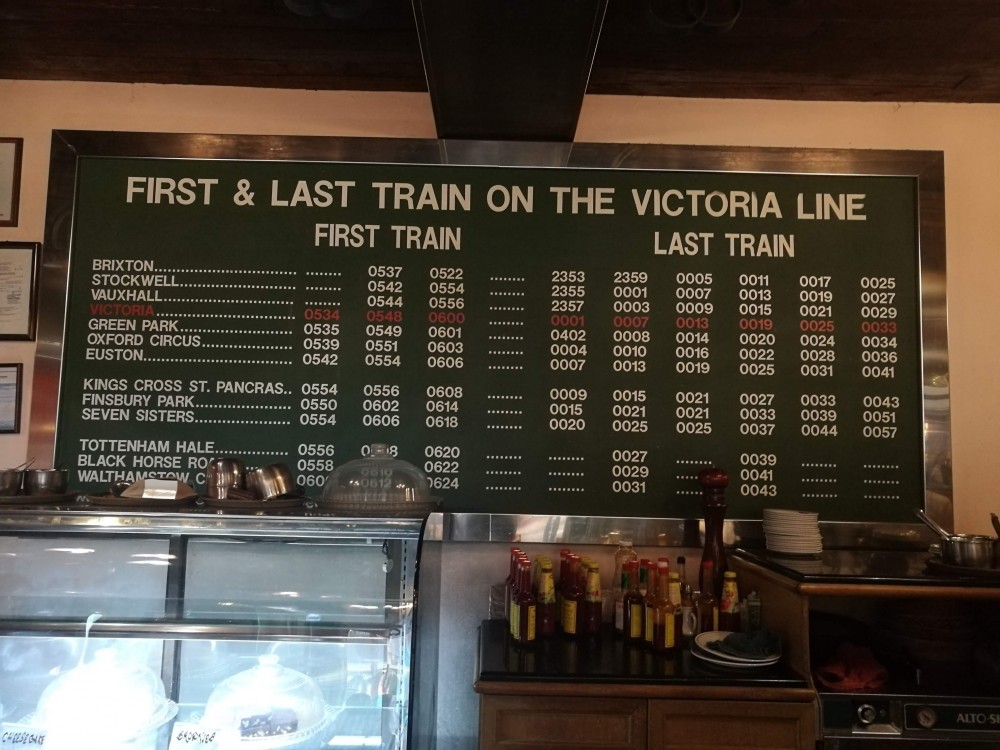 FIRST & LAST TRAIN ON THE VICTORIA LINE
FIRST TRAIN LAST TRAIN
BRIXTON........ ........ 0537 0522 ........ 2353 2359 0005 0011 0017 0025
STOCKWELL........ ........ 0542 0554 ........ 2355 0001 0007 0013 0019 0027
VAUXHALL........ ........ 0544 0556 ........ 2357 0003 0009 0015 0021 0029
VICTORIA........ 0534 0548 0600 ........ 0001 0007 0013 0019 0025 0033
GREEN PARK........ 0535 0549 0601 ........ 0402 0008 0014 0020 0024 0034
OXFORD CIRCUS........ 0539 0551 0603 ........ 0004 0010 0016 0022 0028 0036
EUSTON........ 0542 0554 0606 ........ 0007 0013 0019 0025 0031 0041
KINGS CROSS ST. PANCRAS.. 0554 0556 0608 ........ 0009 0015 0021 0027 0033 0043
FINSBURY PARK........ 0550 0602 0614 ........ 0015 0021 0021 0033 0039 0051
SEVEN SISTERS........ 0554 0606 0618 ........ 0020 0025 0025 0037 0044 0057
TOTTENHAM HALE........ 0556 0620 ........ ........ 0027 ........ 0039 ........ ........
BLACK HORSE 0558 0610 0622 ........ ........ 0029 ........ 0041 ........ ........
WALTHAMSTOW 0612 0624 ........ ........ 0031 ........ 0043 ........ ........
CHEESECAKE
BROWNIES
ALTO-S